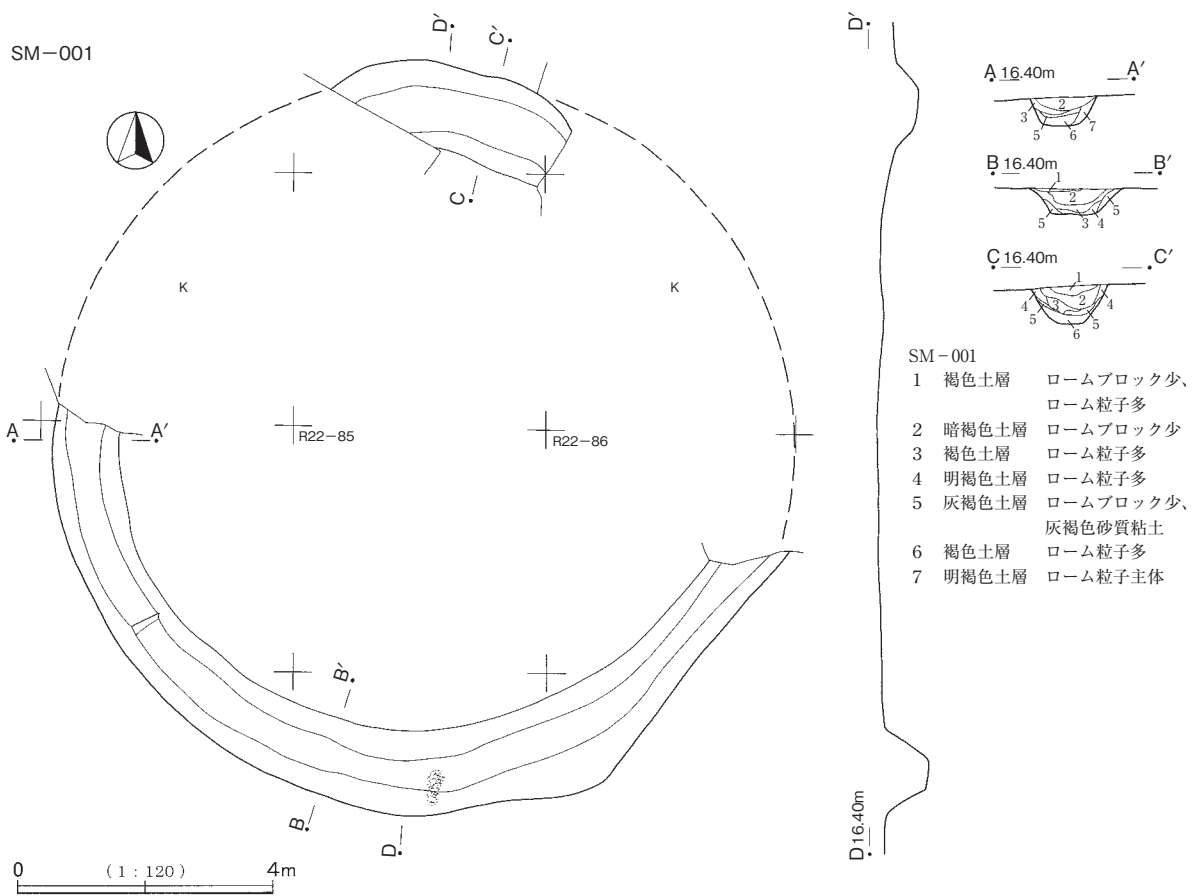 SM－001
D′
C′
C
K
K
A
A′
R22－85
R22－86
B′
B
D
0
（1：120）
4m
D′
D 16.40m
A 16.40m
A′
2
3
5
6
7
B 16.40m
B′
1
2
5
3
4
5
C 16.40m
C′
1
4
3
2
4
5
5
6
SM－001
1 褐色土層 ロームブロック少、
ローム粒子多
2 暗褐色土層 ロームブロック少
3 褐色土層 ローム粒子多
4 明褐色土層 ローム粒子多
5 灰褐色土層 ロームブロック少、
灰褐色砂質粘土
6 褐色土層 ローム粒子多
7 明褐色土層 ローム粒子主体